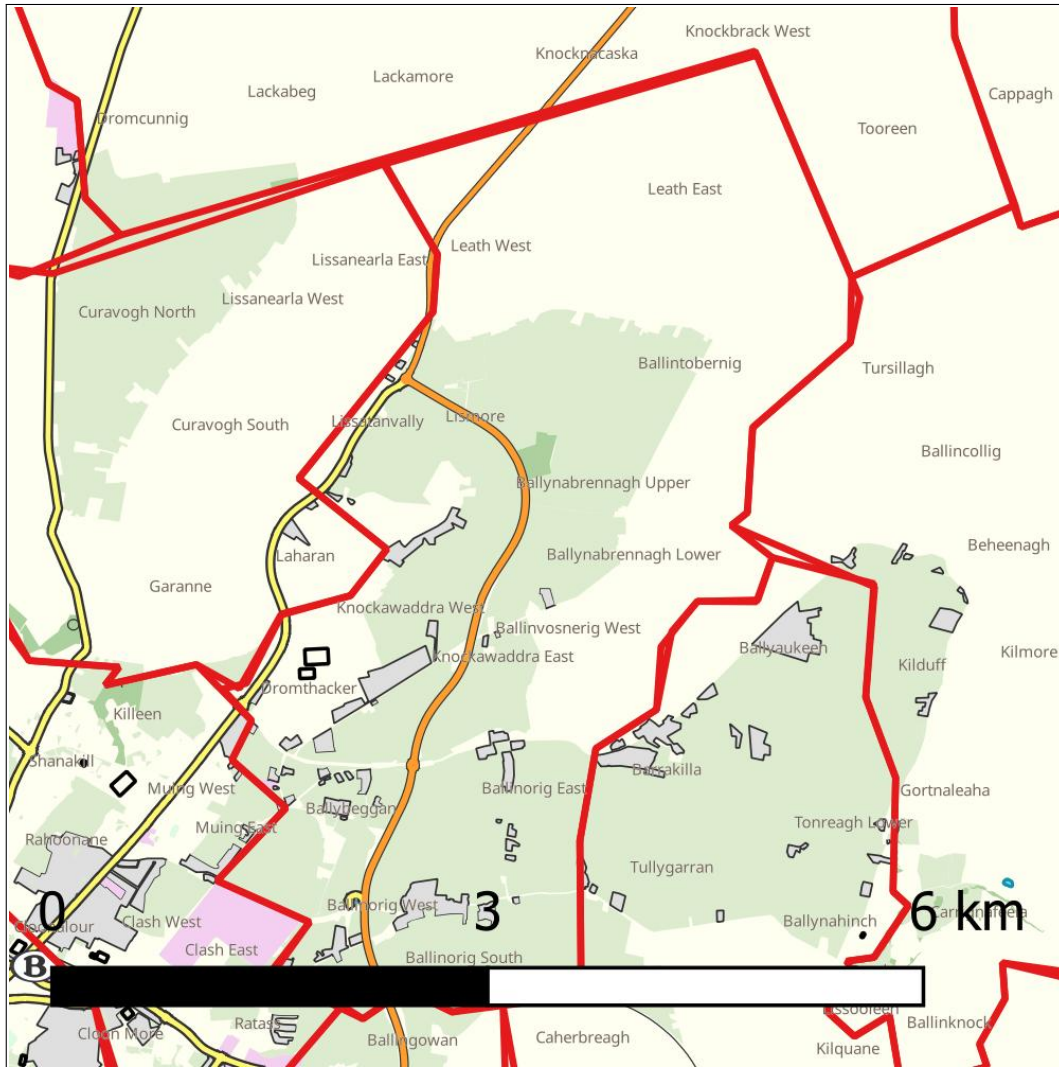 Knockbrack West
Knocknacaska
Lackamore
Lackabeg
Cappagh
Dromcunnig
Tooreen
Leath East
Leath West
Lissanearla East
Lissanearla West
Curavogh North
Ballintobernig
Tursillagh
Lismore
Lissatanvally
Curavogh South
Ballincollig
Ballynabrennagh Upper
Beheenagh
Ballynabrennagh Lower
Laharan
Garanne
Knockawaddra West
Ballinvosnerig West
Ballyaukeen
Kilmore
Knockawaddra East
Kilduff
Dromthacker
Killeen
Shanakill
Barrakilla
Muing West
Ballinorig East
Gortnaleaha
Ballybeggan
Tonreagh Lower
Muing East
Rahoonane
Tullygarran
Ballinorig West
0 3 6 km
Clash West
Ballynahinch
Clash East
Ballinorig South
B
Lissooleen
Ratass
Ballinknock
Cloon More
Caherbreagh
Ballingowan
Kilquane